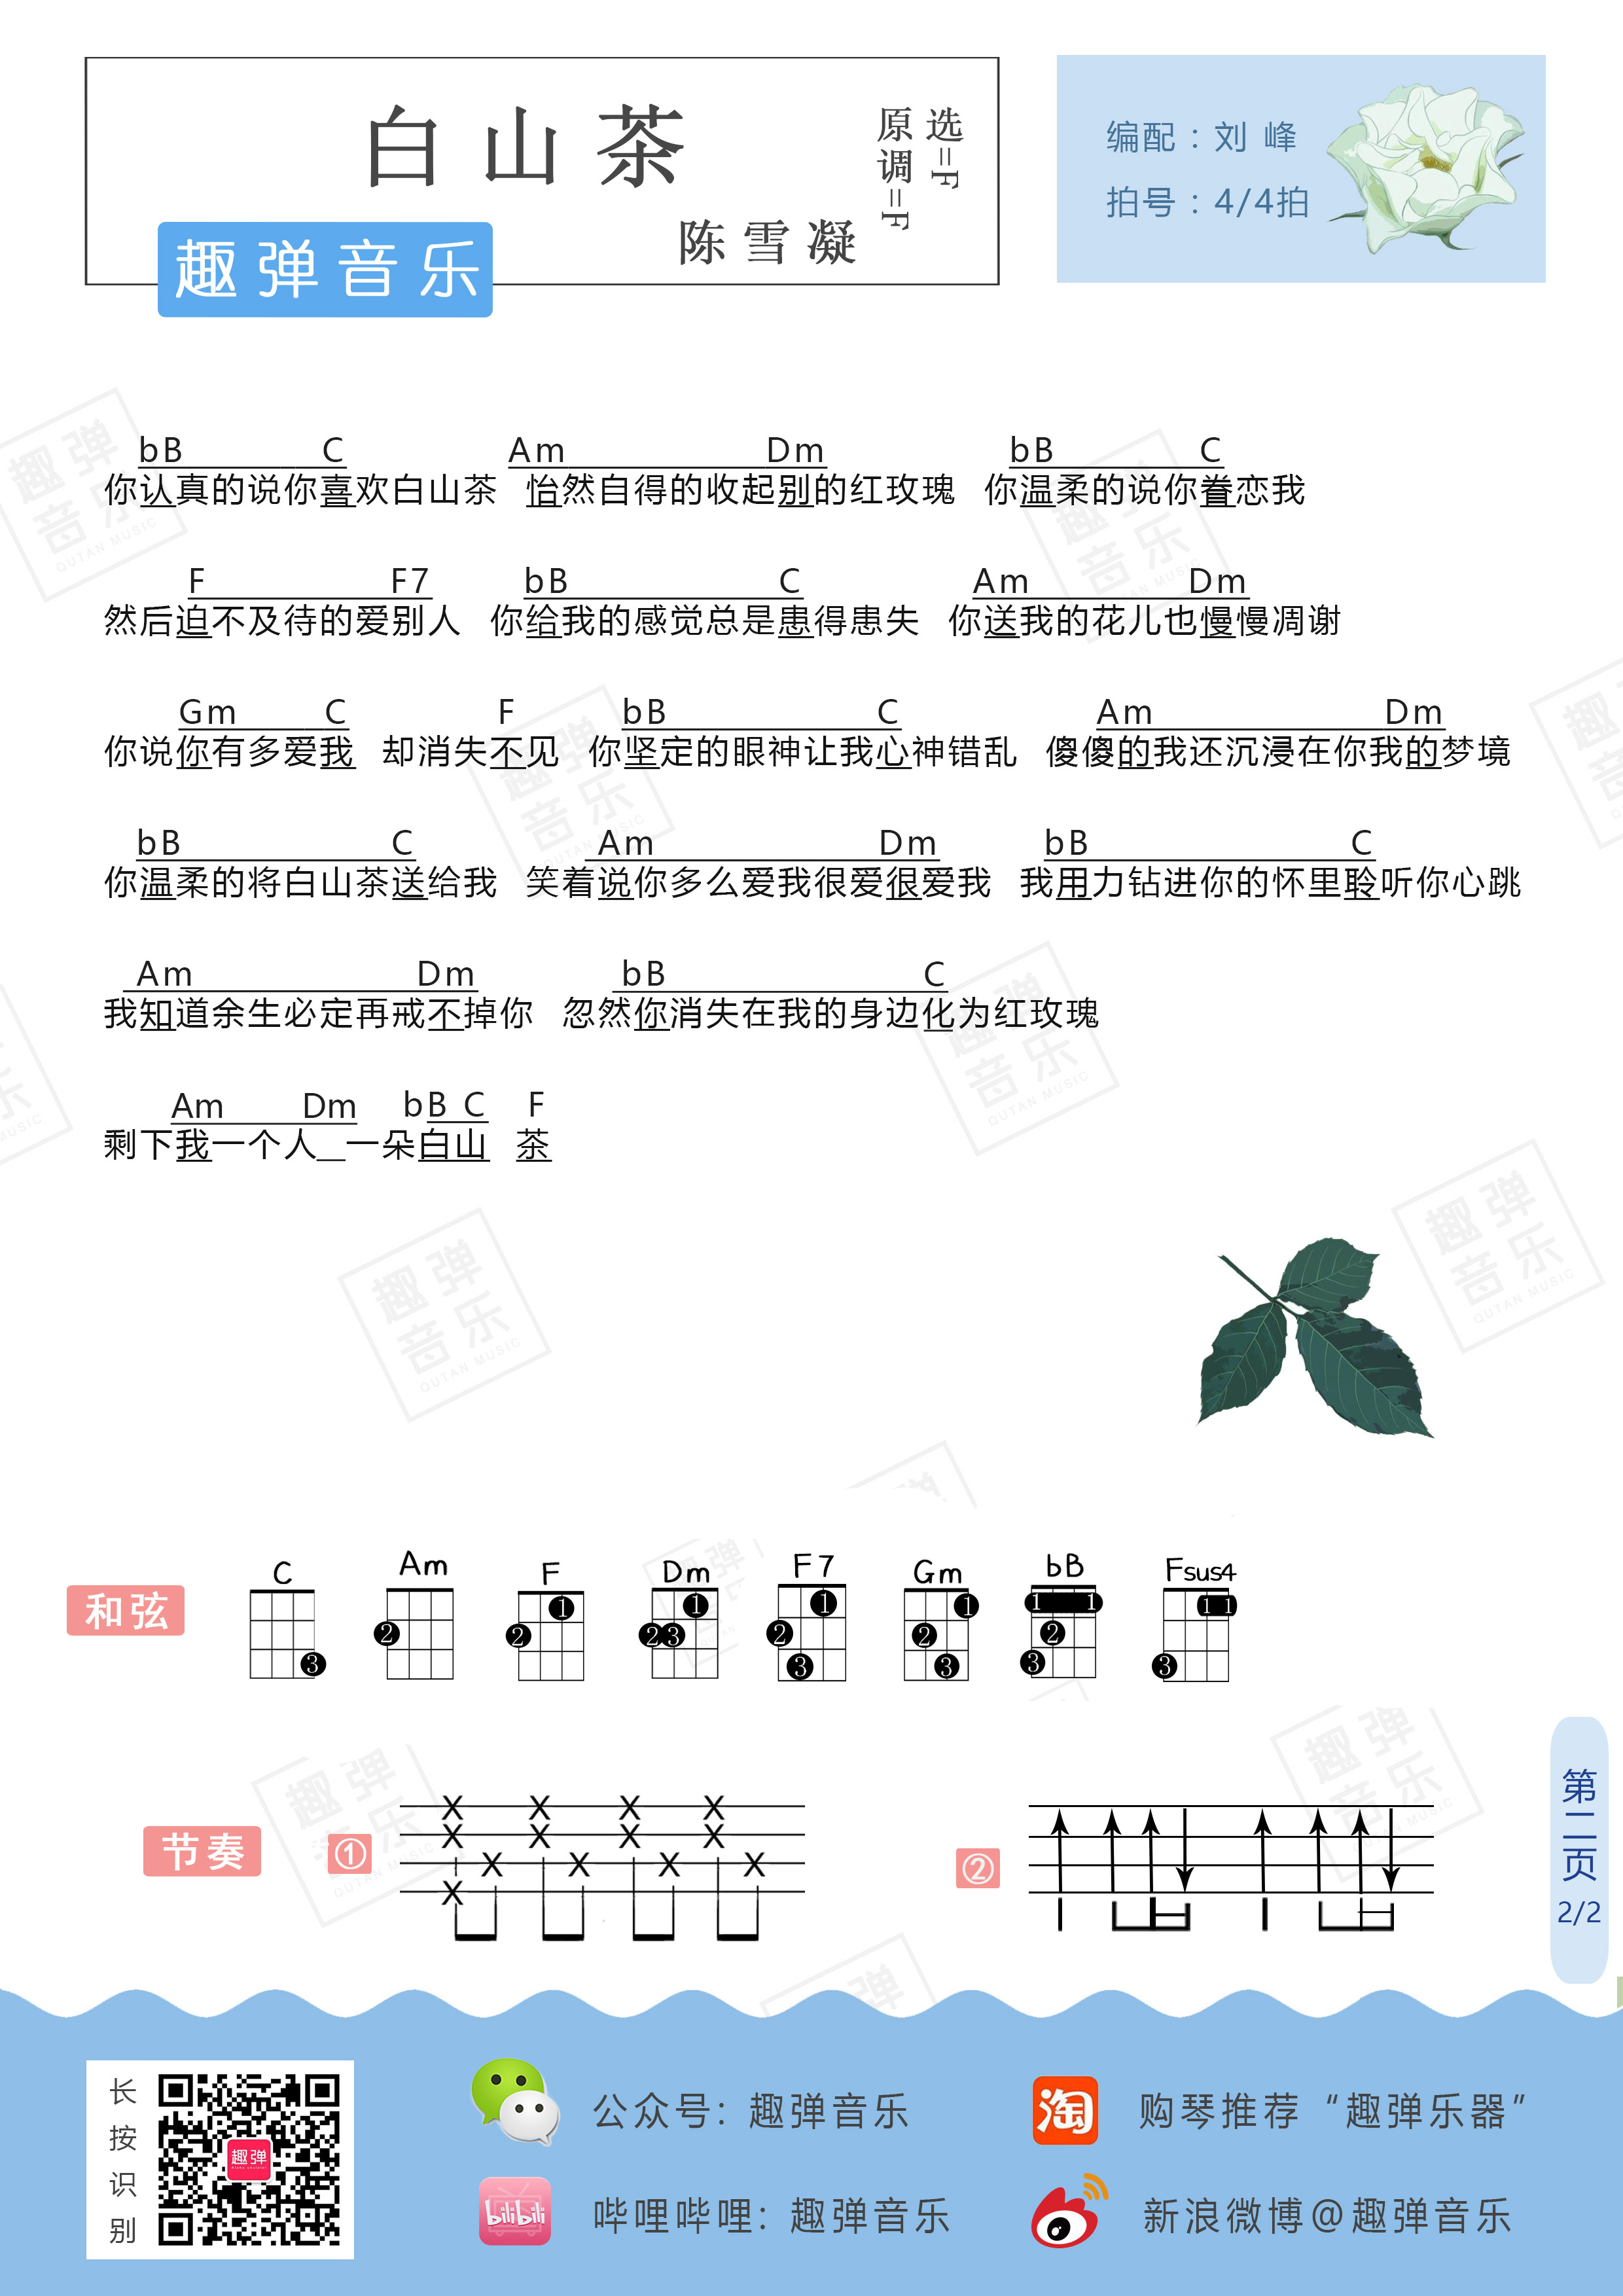 白山茶
陈雪凝
原调=F
选=F
趣弹音乐
编配：刘 峰
拍号：4/4拍
bB C Am Dm bB C
你认真的说你喜欢白山茶 怡然自得的收起别的红玫瑰 你温柔的说你眷恋我
F F7 bB C Am Dm
然后迫不及待的爱别人 你给我的感觉总是患得患失 你送我的花儿也慢慢凋谢
Gm C F bB C Am Dm
你说你有多爱我 却消失不见 你坚定的眼神让我心神错乱 傻傻的我还沉浸在你我的梦境
bB C Am Dm bB C
你温柔的将白山茶送给我 笑着说你多么爱我很爱很爱我 我用力钻进你的怀里聆听你心跳
Am Dm bB C
我知道余生必定再戒不掉你 忽然你消失在我的身边化为红玫瑰
Am Dm bB C F
剩下我一个人__一朵白山 茶
和弦
C Am F Dm F7 Gm bB Fsus4
节奏 ① ②
第二页
2/2
长按识别
趣弹
公众号：趣弹音乐
淘
购琴推荐“趣弹乐器”
bilibili
哔哩哔哩：趣弹音乐
新浪微博@趣弹音乐